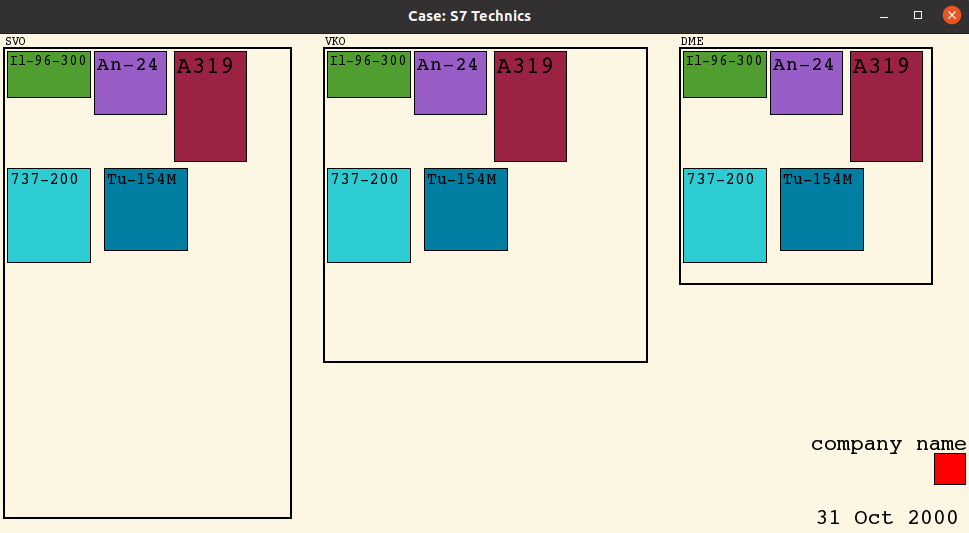 Case: S7 Technics
SVO
Il-96-300 An-24 A319
737-200 Tu-154M
VKO
Il-96-300 An-24 A319
737-200 Tu-154M
DME
Il-96-300 An-24 A319
737-200 Tu-154M
company name
31 Oct 2000